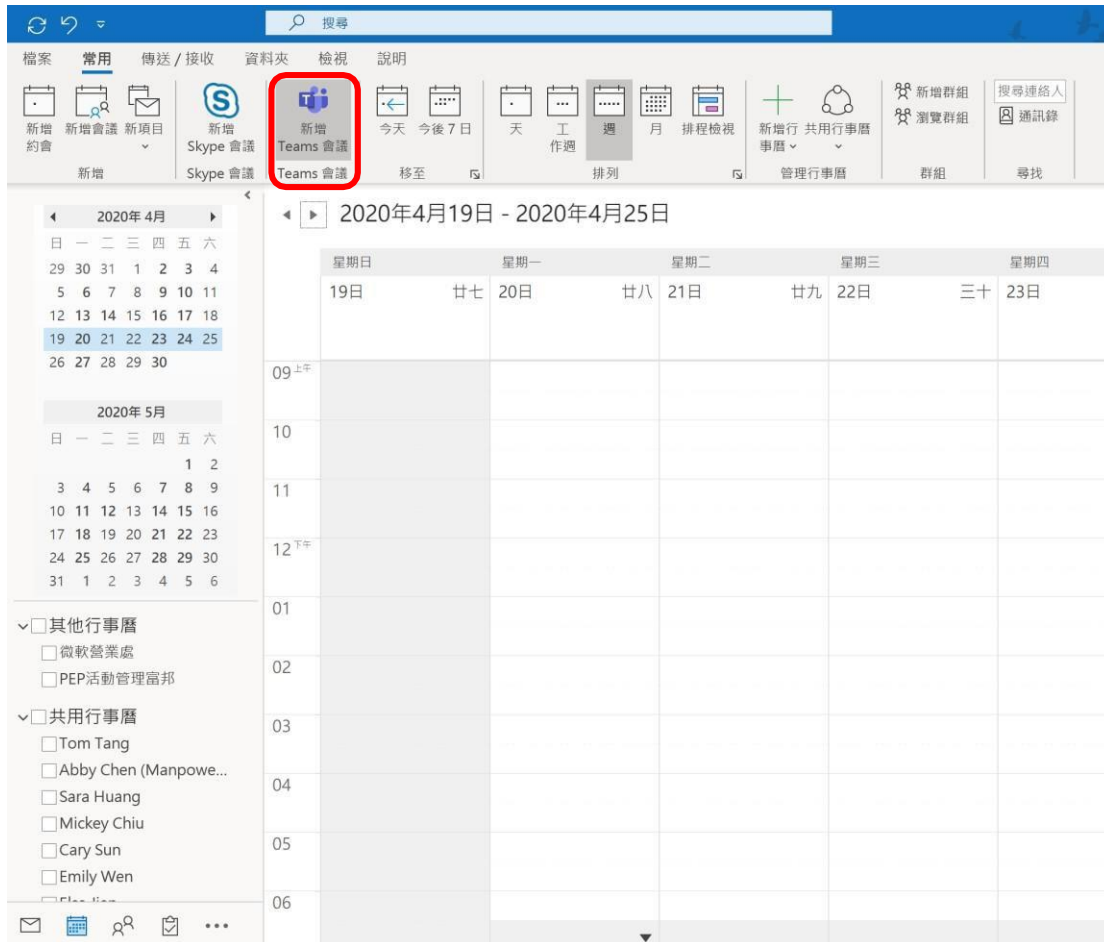 搜尋
檔案 常用 傳送 / 接收 資料夾 檢視 說明
新增約會 新增會議 新項目 新增 Skype 會議 新增 Teams 會議 今天 今後 7 日 天 工作週 週 月 排程檢視 新增行事曆 共用行事曆 新增群組 瀏覽群組 搜尋連絡人 通訊錄
新增 Skype 會議 Teams 會議 移至 排列 管理行事曆 群組 尋找
2020年 4月
日 一 二 三 四 五 六
29 30 31 1 2 3 4
5 6 7 8 9 10 11
12 13 14 15 16 17 18
19 20 21 22 23 24 25
26 27 28 29 30
2020年 5月
日 一 二 三 四 五 六
1 2
3 4 5 6 7 8 9
10 11 12 13 14 15 16
17 18 19 20 21 22 23
24 25 26 27 28 29 30
31 1 2 3 4 5 6
其他行事曆
微軟營業處
PEP活動管理富邦
共用行事曆
Tom Tang
Abby Chen (Manpowe...
Sara Huang
Mickey Chiu
Cary Sun
Emily Wen
2020年4月19日 - 2020年4月25日
星期日 星期一 星期二 星期三 星期四
19日 廿七 20日 廿八 21日 廿九 22日 三十 23日
09 上午
10
11
12 下午
01
02
03
04
05
06